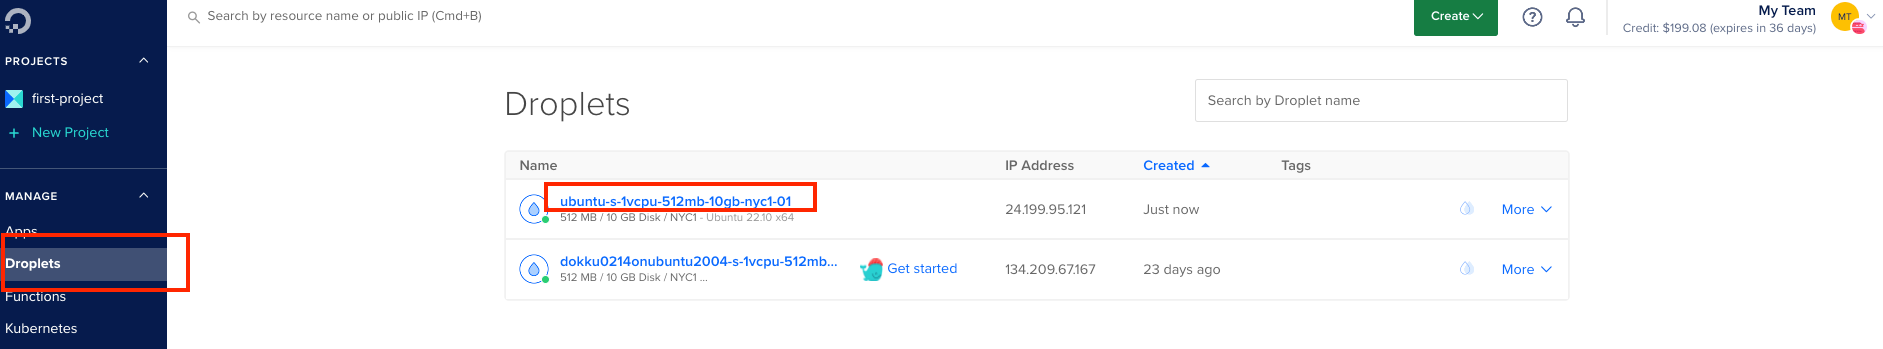 Search by resource name or public IP (Cmd+B)
Create
?
My Team
Credit: $199.08 (expires in 36 days)
MT
PROJECTS
first-project
+ New Project
MANAGE
Apps
Droplets
Functions
Kubernetes
Droplets
Search by Droplet name
Name IP Address Created Tags
ubuntu-s-1vcpu-512mb-10gb-nyc1-01
512 MB / 10 GB Disk / NYC1 - Ubuntu 22.10 x64
24.199.95.121 Just now More
dokku0214onubuntu2004-s-1vcpu-512mb...
512 MB / 10 GB Disk / NYC1 ...
Get started 134.209.67.167 23 days ago More